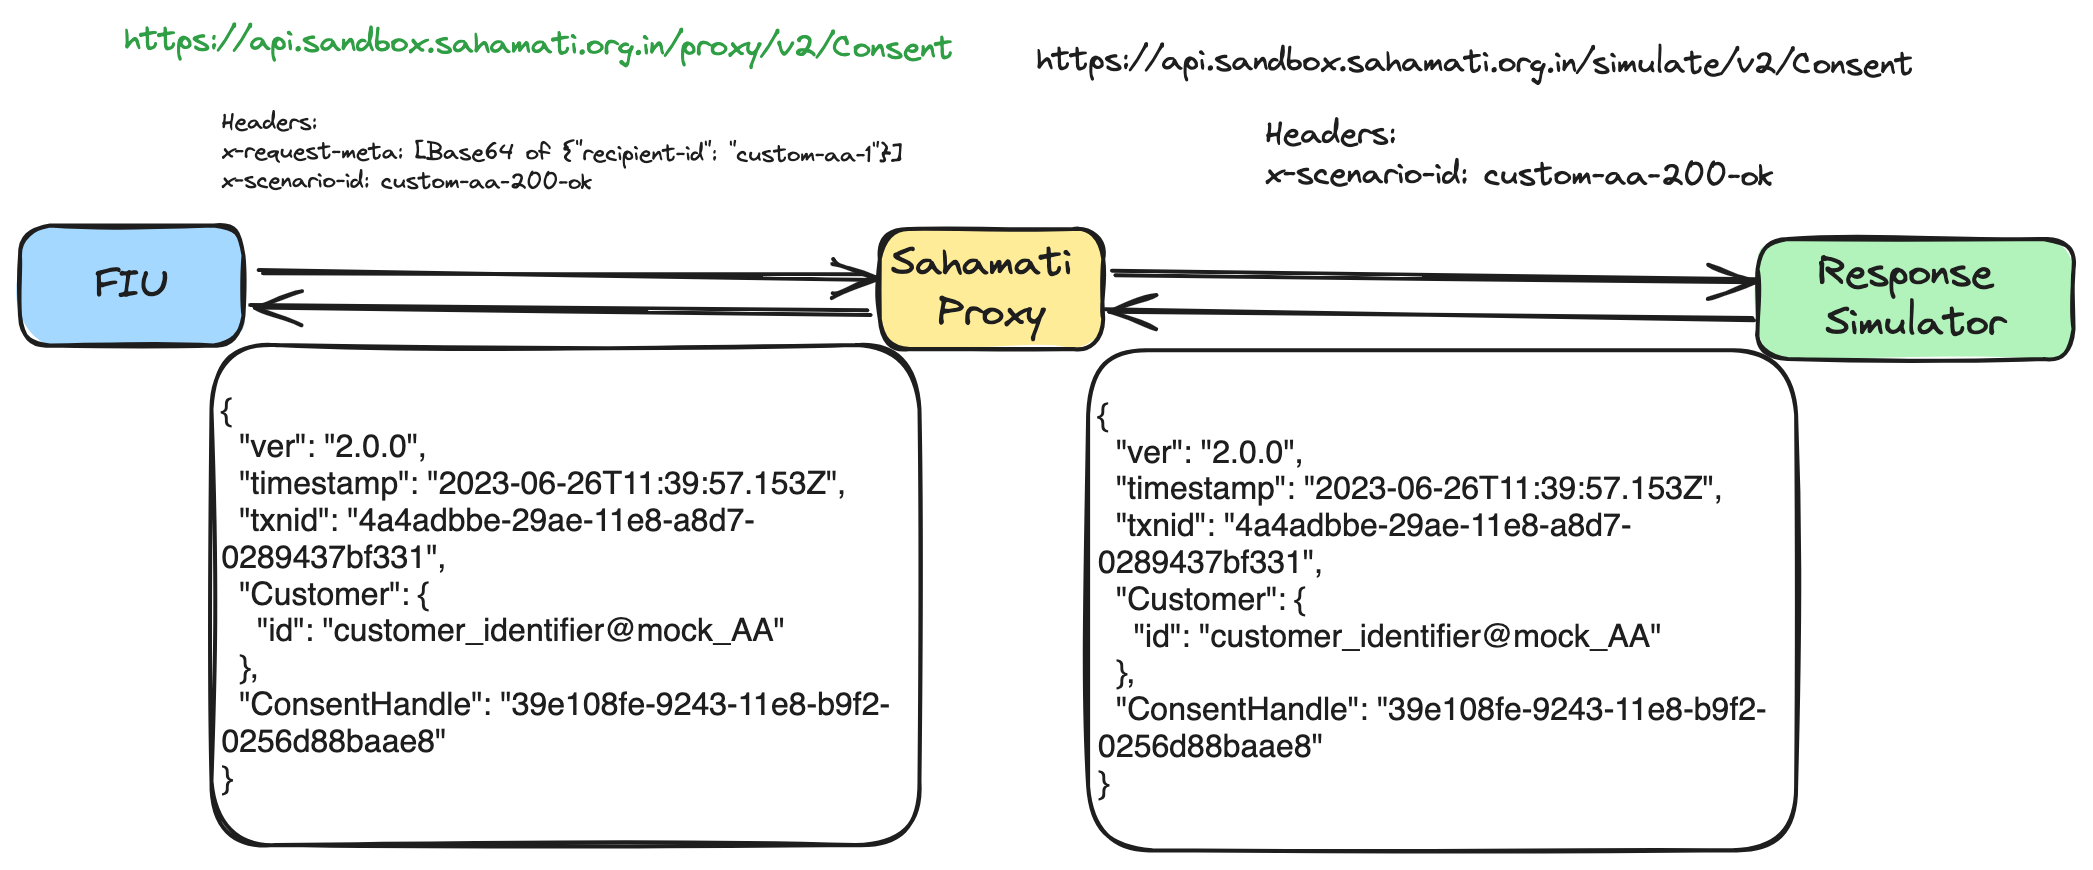 https://api.sandbox.sahamati.org.in/proxy/v2/Consent
https://api.sandbox.sahamati.org.in/simulate/v2/Consent
Headers:
x-request-meta: [Base64 of {"recipient-id": "custom-aa-1"}]
x-scenario-id: custom-aa-200-ok
Headers:
x-scenario-id: custom-aa-200-ok
FIU
Sahamati
Proxy
Response
Simulator
{
"ver": "2.0.0",
"timestamp": "2023-06-26T11:39:57.153Z",
"txnid": "4a4adbbe-29ae-11e8-a8d7-
0289437bf331",
"Customer": {
"id": "customer_identifier@mock_AA"
},
"ConsentHandle": "39e108fe-9243-11e8-b9f2-
0256d88baae8"
}
{
"ver": "2.0.0",
"timestamp": "2023-06-26T11:39:57.153Z",
"txnid": "4a4adbbe-29ae-11e8-a8d7-
0289437bf331",
"Customer": {
"id": "customer_identifier@mock_AA"
},
"ConsentHandle": "39e108fe-9243-11e8-b9f2-
0256d88baae8"
}